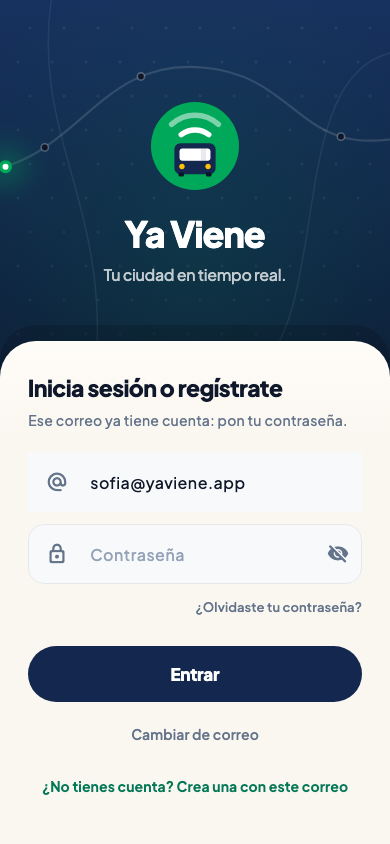 Ya Viene
Tu ciudad en tiempo real.
Inicia sesión o regístrate
Ese correo ya tiene cuenta: pon tu contraseña.
sofia@yaviene.app
Contraseña
¿Olvidaste tu contraseña?
Entrar
Cambiar de correo
¿No tienes cuenta? Crea una con este correo